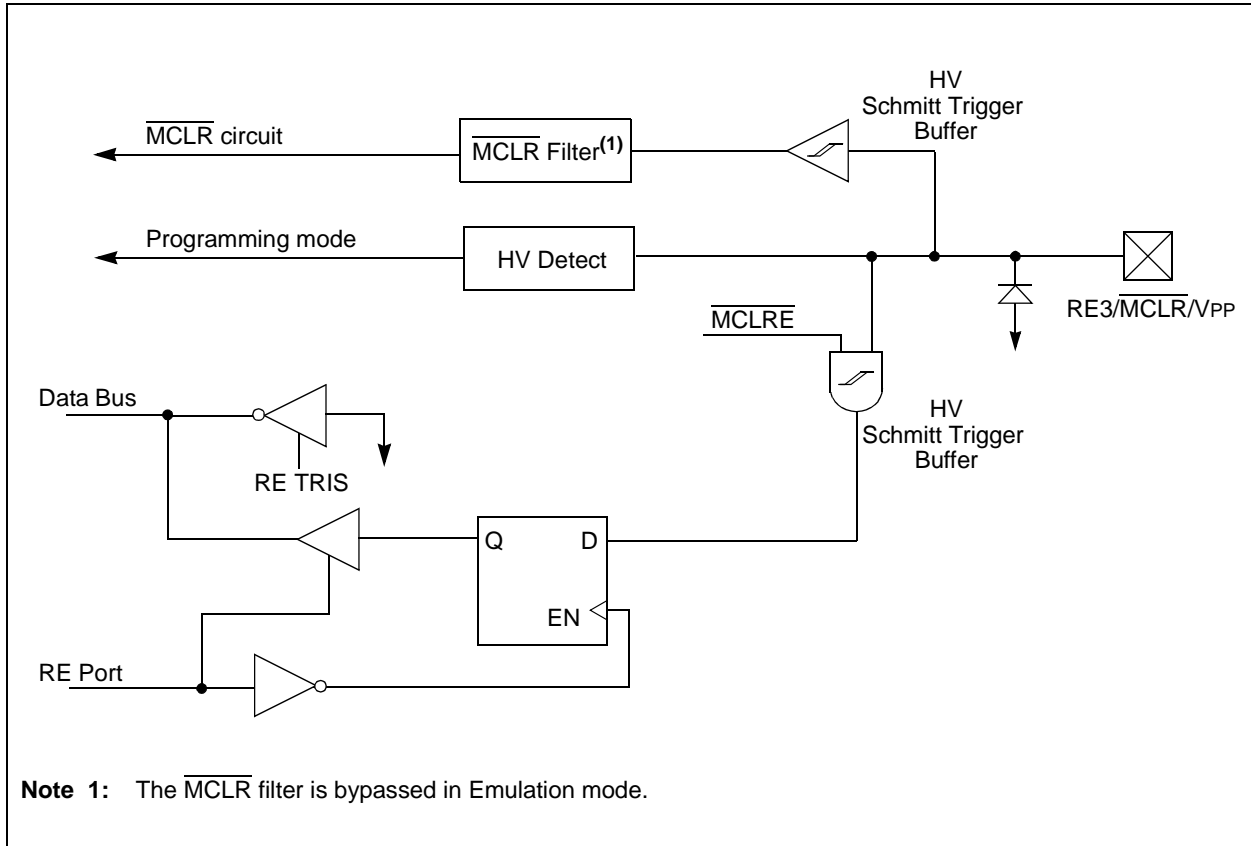 HV
Schmitt Trigger
Buffer
MCLR circuit
MCLR Filter(1)
Programming mode
HV Detect
RE3/MCLR/VPP
MCLRE
Data Bus
HV
Schmitt Trigger
Buffer
RE TRIS
Q
D
EN
RE Port
Note 1: The MCLR filter is bypassed in Emulation mode.